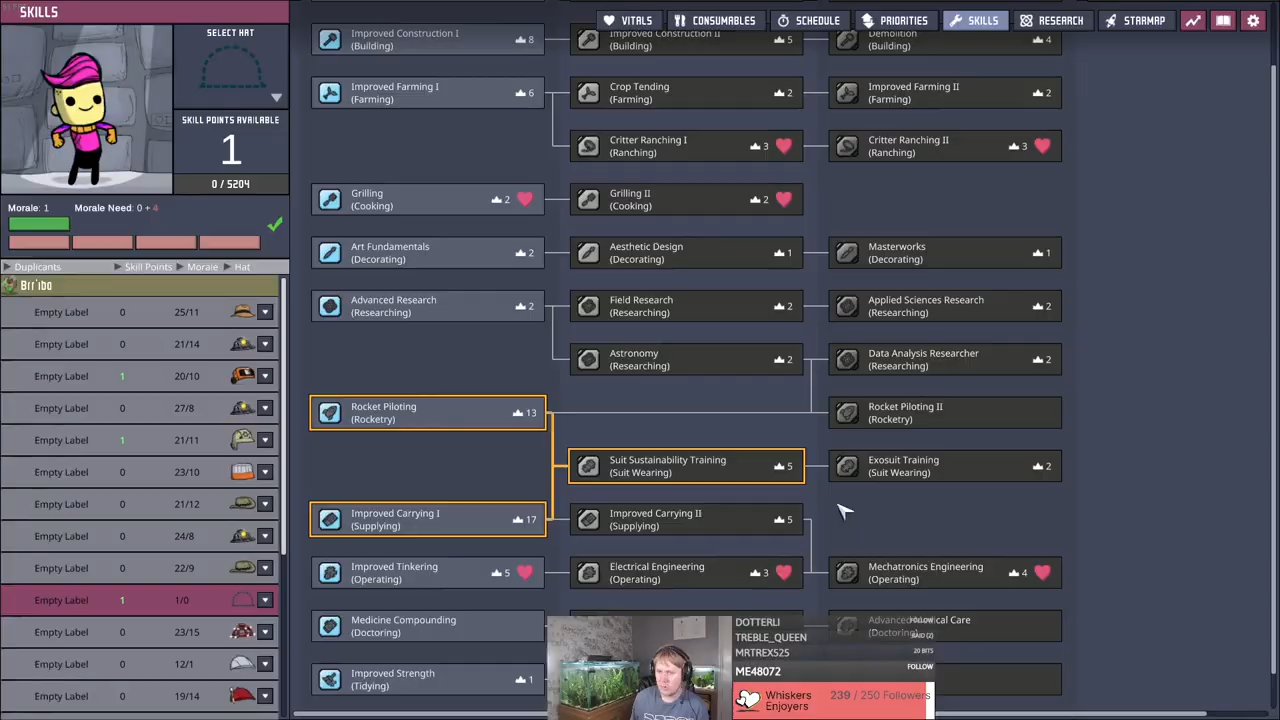 SKILLS
VITALS
CONSUMABLES
SCHEDULE
PRIORITIES
SKILLS
RESEARCH
STARMAP
SELECT HAT
SKILL POINTS AVAILABLE
1
0 / 5204
Morale: 1
Morale Need: 0 + 4
Duplicants
Skill Points
Morale
Hat
Brr'iba
Empty Label 0 25/11
Empty Label 0 21/14
Empty Label 1 20/10
Empty Label 0 27/8
Empty Label 1 21/11
Empty Label 0 23/10
Empty Label 0 21/12
Empty Label 0 24/8
Empty Label 0 22/9
Empty Label 1 1/0
Empty Label 0 23/15
Empty Label 0 12/1
Empty Label 0 19/14
Improved Construction I
(Building)
8
Improved Construction II
(Building)
5
Demolition
(Building)
4
Improved Farming I
(Farming)
6
Crop Tending
(Farming)
2
Improved Farming II
(Farming)
2
Critter Ranching I
(Ranching)
3
Critter Ranching II
(Ranching)
3
Grilling
(Cooking)
2
Grilling II
(Cooking)
2
Art Fundamentals
(Decorating)
2
Aesthetic Design
(Decorating)
1
Masterworks
(Decorating)
1
Advanced Research
(Researching)
2
Field Research
(Researching)
2
Applied Sciences Research
(Researching)
2
Astronomy
(Researching)
2
Data Analysis Researcher
(Researching)
2
Rocket Piloting
(Rocketry)
13
Rocket Piloting II
(Rocketry)
Suit Sustainability Training
(Suit Wearing)
5
Exosuit Training
(Suit Wearing)
2
Improved Carrying I
(Supplying)
17
Improved Carrying II
(Supplying)
5
Improved Tinkering
(Operating)
5
Electrical Engineering
(Operating)
3
Mechatronics Engineering
(Operating)
4
Medicine Compounding
(Doctoring)
Improved Strength
(Tidying)
1
DOTTERLI
FOLLOW
TREBLE_QUEEN
RAID (2)
MRTREX525
20 BITS
ME48072
FOLLOW
Whiskers
Enjoyers
239 / 250 Followers